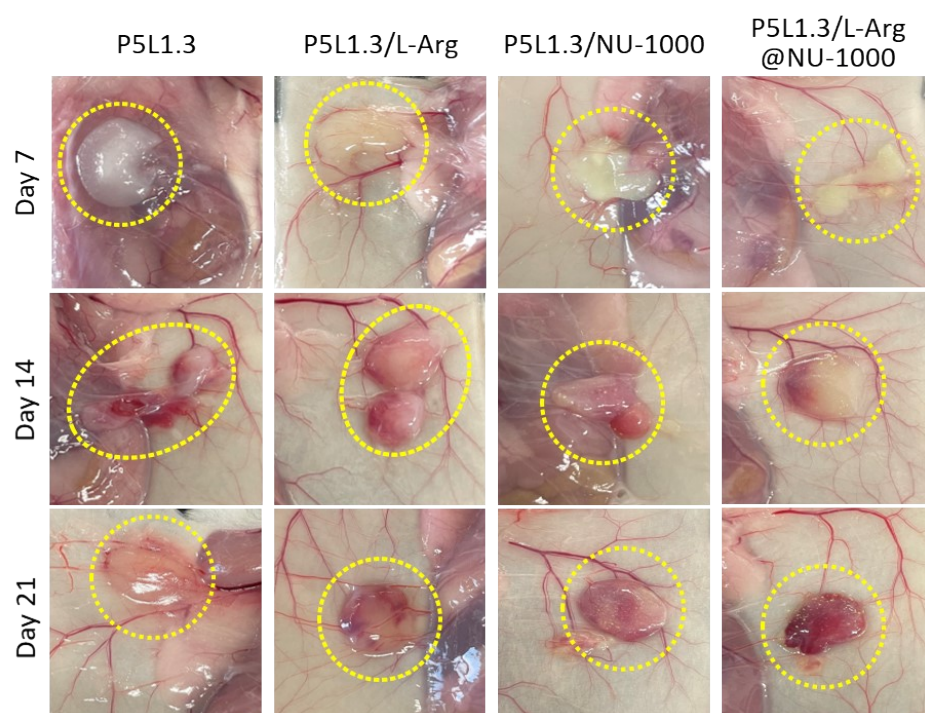 P5L1.3
P5L1.3/L-Arg
P5L1.3/NU-1000
P5L1.3/L-Arg
@NU-1000
Day 7
Day 14
Day 21